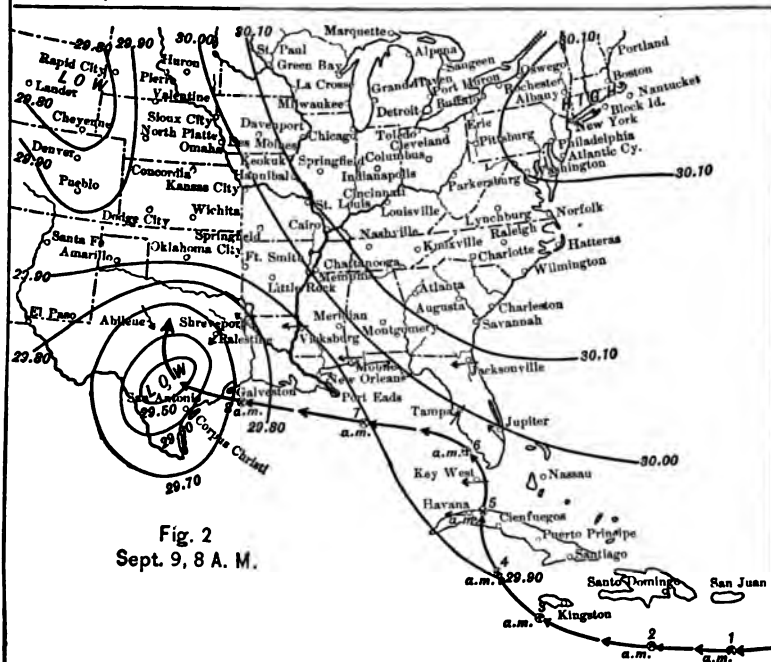 29.80 29.90 30.00 30.10 Marquette 30.10
St. Paul Alpena Portland
Rapid City Huron Green Bay Saugeen Oswego
LOW Pierre La Cross Grand Haven Port Huron Rochester Boston
Lander Valentine Milwaukee Detroit Buffalo Albany HIGH Nantucket
29.80 Sioux City Block Id.
Cheyenne North Platte Davenport Chicago Toledo Erie New York
Omaha Des Moines Cleveland Pittsburg Philadelphia
29.90 Denver Keokuk Springfield Columbus Atlantic Cy.
Concordia Hannibal Indianapolis Washington
Pueblo Kansas City Cincinnati Parkersburg 30.10
St. Louis Louisville Lynchburg Norfolk
Dodge City Wichita Cairo Raleigh
Santa Fe Springfield Nashville Knoxville Hatteras
Amarillo Oklahoma City Chattanooga Charlotte
29.90 Ft. Smith Memphis Wilmington
Little Rock Atlanta
El Paso Abilene Shreveport Meridian Augusta Charleston
Palestine Vicksburg Montgomery Savannah
29.80 30.10
LOW Mobile Jacksonville
San Antonio Galveston New Orleans
29.50 8 a.m. Port Eads Tampa Jupiter
29.60 Corpus Christi 29.80 7 a.m. 6 a.m. 30.00
29.70 Key West Nassau
Havana 5 a.m. Cienfuegos
Fig. 2 Puerto Principe
Sept. 9, 8 A. M. Santiago
4 a.m. 29.90 Santo Domingo San Juan
3 a.m. Kingston
2 a.m. 1 a.m.